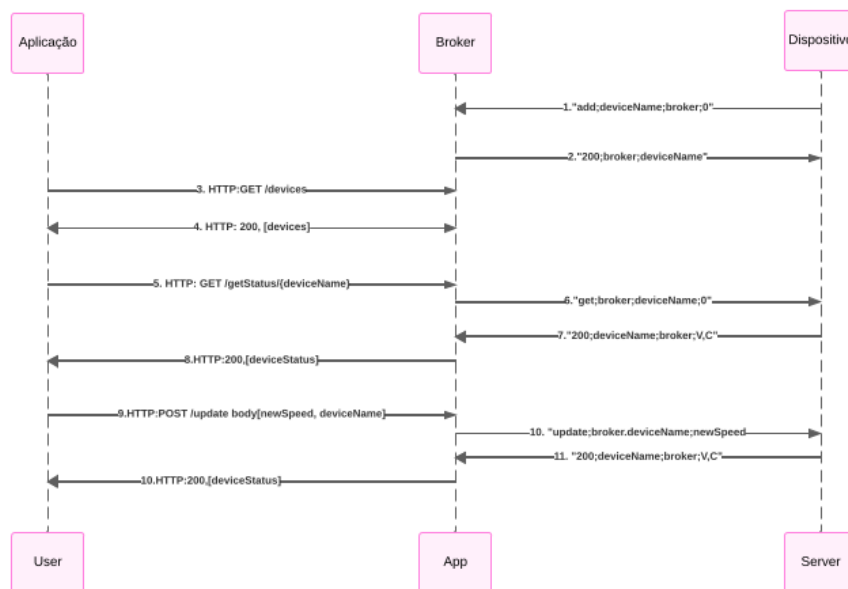 Aplicação
Broker
Dispositivo
1."add;deviceName;broker;0"
2."200;broker;deviceName"
3. HTTP:GET /devices
4. HTTP: 200, [devices]
5. HTTP: GET /getStatus/{deviceName}
6."get;broker;deviceName;0"
7."200;deviceName;broker;V,C"
8.HTTP:200,[deviceStatus]
9.HTTP:POST /update body[newSpeed, deviceName}
10. "update;broker.deviceName;newSpeed
11. "200;deviceName;broker;V,C"
10.HTTP:200,[deviceStatus]
User
App
Server